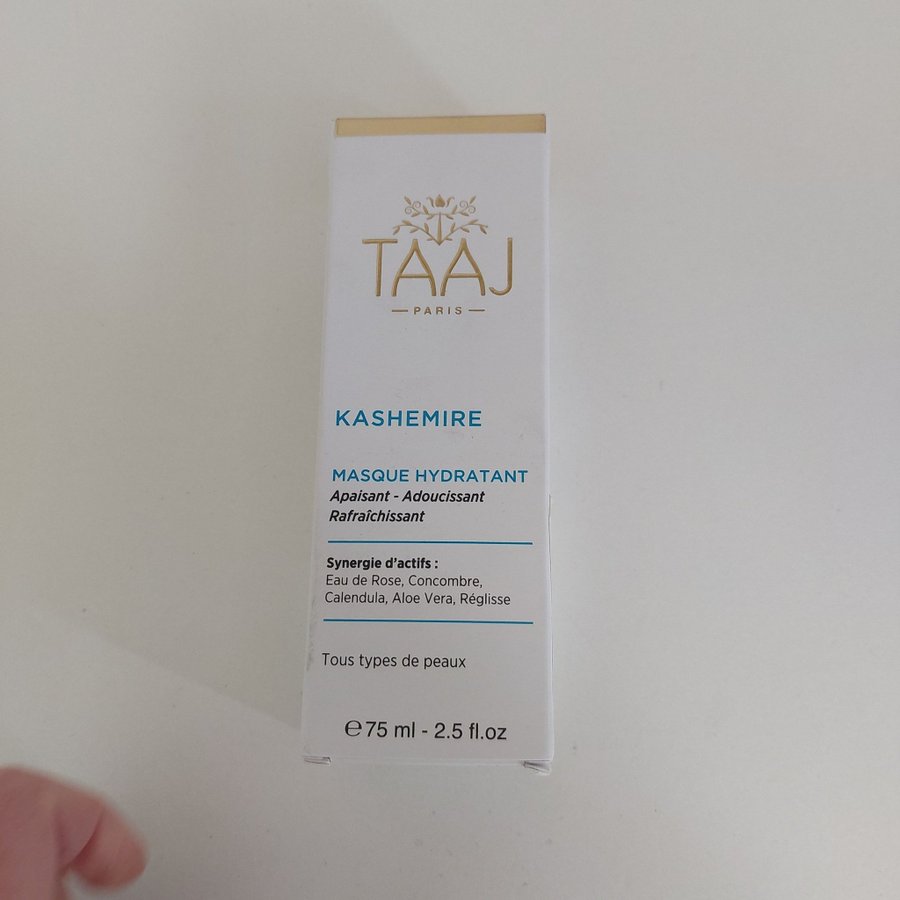 TAAJ
PARIS
KASHEMIRE
MASQUE HYDRATANT
Apaisant - Adoucissant
Rafraîchissant
Synergie d'actifs :
Eau de Rose, Concombre,
Calendula, Aloe Vera, Réglisse
Tous types de peaux
℮ 75 ml - 2.5 fl.oz